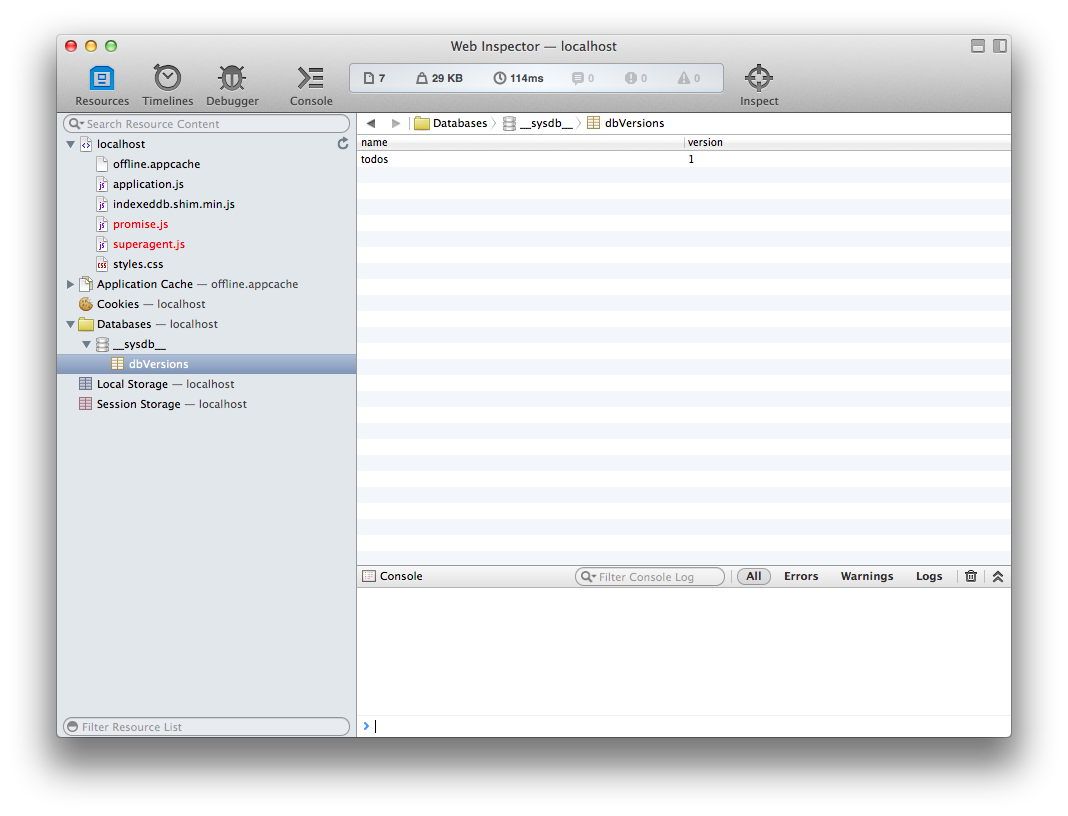 Web Inspector — localhost
Resources Timelines Debugger Console 7 29 KB 114ms 0 0 0 Inspect
Search Resource Content
localhost
offline.appcache
application.js
indexeddb.shim.min.js
promise.js
superagent.js
styles.css
Application Cache — offline.appcache
Cookies — localhost
Databases — localhost
__sysdb__
dbVersions
Local Storage — localhost
Session Storage — localhost
Filter Resource List
Databases __sysdb__ dbVersions
name version
todos 1
Console Filter Console Log All Errors Warnings Logs